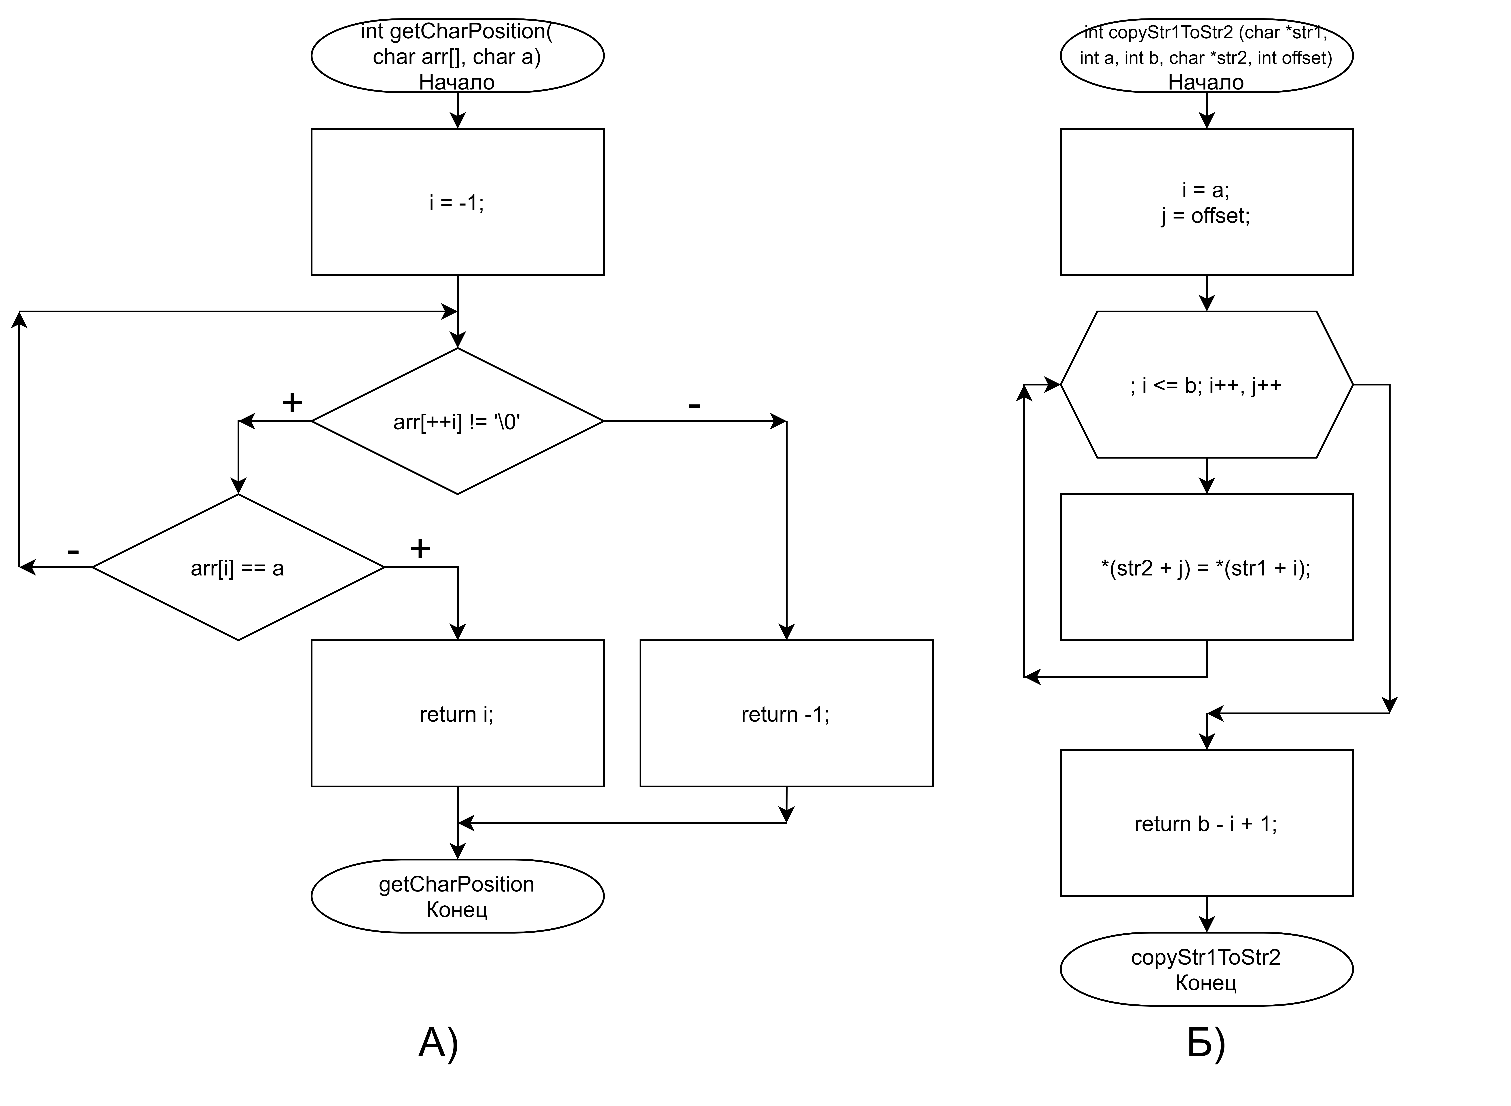 int getCharPosition(
char arr[], char a)
Начало
i = -1;
arr[++i] != '\0'
+
-
arr[i] == a
-
+
return i;
return -1;
getCharPosition
Конец
А)
int copyStr1ToStr2 (char *str1,
int a, int b, char *str2, int offset)
Начало
i = a;
j = offset;
; i <= b; i++, j++
*(str2 + j) = *(str1 + i);
return b - i + 1;
copyStr1ToStr2
Конец
Б)